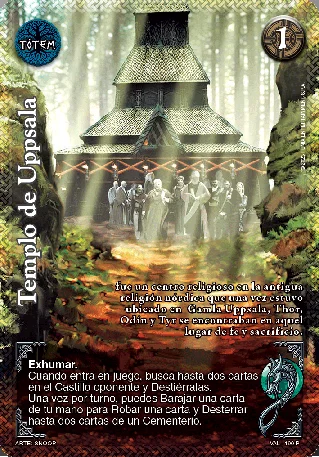 TÓTEM
1
Templo de Uppsala
fue un centro religioso en la antigua
religión nórdica que una vez estuvo
ubicado en Gamla Uppsala, Thor,
Odín y Tyr se encontraban en aquel
lugar de fe y sacrificio.
Exhumar.
Cuando entra en juego, busca hasta dos cartas
en el Castillo oponente y Destiérralas.
Una vez por turno, puedes Barajar una carta
de tu mano para Robar una carta y Desterrar
hasta dos cartas de un Cementerio.